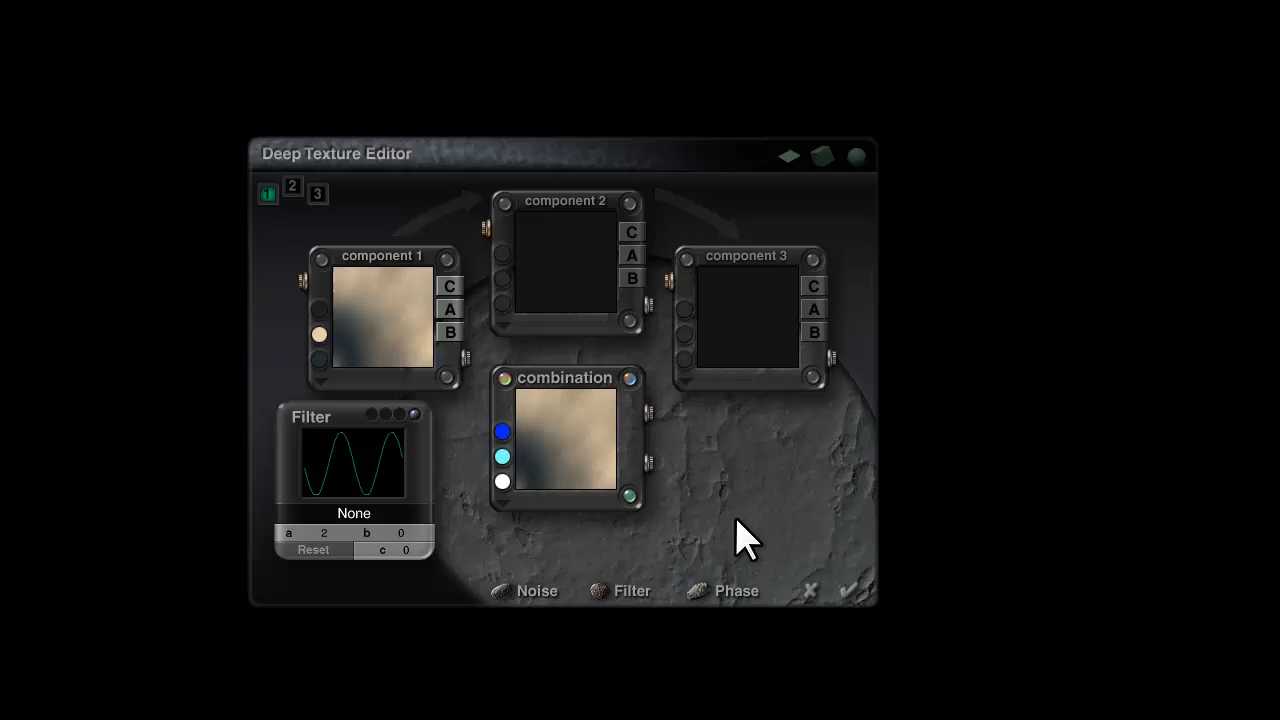 Deep Texture Editor
1 2 3
component 1
C
A
B
component 2
C
A
B
component 3
C
A
B
combination
Filter
None
a 2 b 0
Reset c 0
Noise Filter Phase